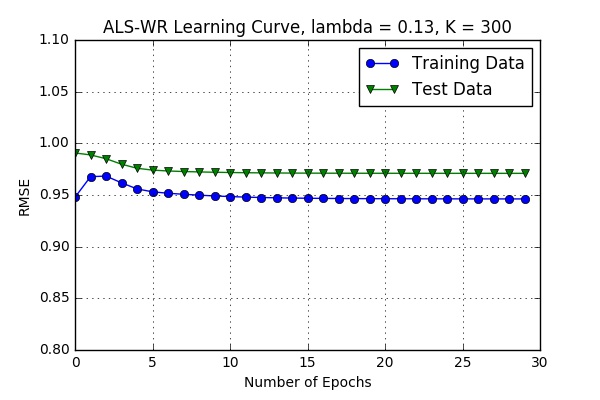 ALS-WR Learning Curve, lambda = 0.13, K = 300
1.10
1.05
1.00
0.95
0.90
0.85
0.80
RMSE
Training Data
Test Data
0 5 10 15 20 25 30
Number of Epochs